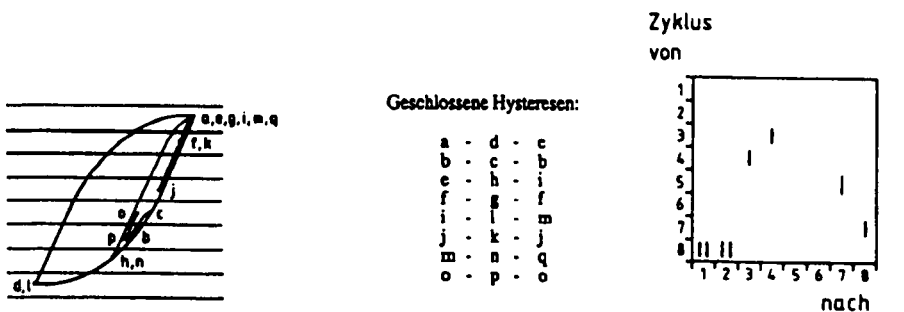 a,e,g,i,m,q
f,k
j
o
c
p
b
h,n
d,l
Geschlossene Hysteresen:
a - d - e
b - c - b
e - h - i
f - g - f
i - l - m
j - k - j
m - n - q
o - p - o
Zyklus
von
1
2
3
4
5
6
7
8
1 2 3 4 5 6 7 8
nach